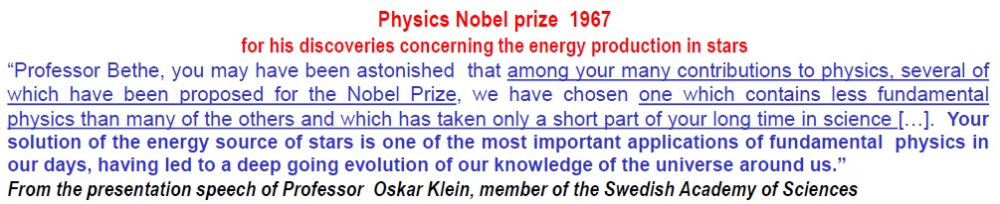 Physics Nobel prize 1967
for his discoveries concerning the energy production in stars
“Professor Bethe, you may have been astonished that among your many contributions to physics, several of
which have been proposed for the Nobel Prize, we have chosen one which contains less fundamental
physics than many of the others and which has taken only a short part of your long time in science […]. Your
solution of the energy source of stars is one of the most important applications of fundamental physics in
our days, having led to a deep going evolution of our knowledge of the universe around us.”
From the presentation speech of Professor Oskar Klein, member of the Swedish Academy of Sciences